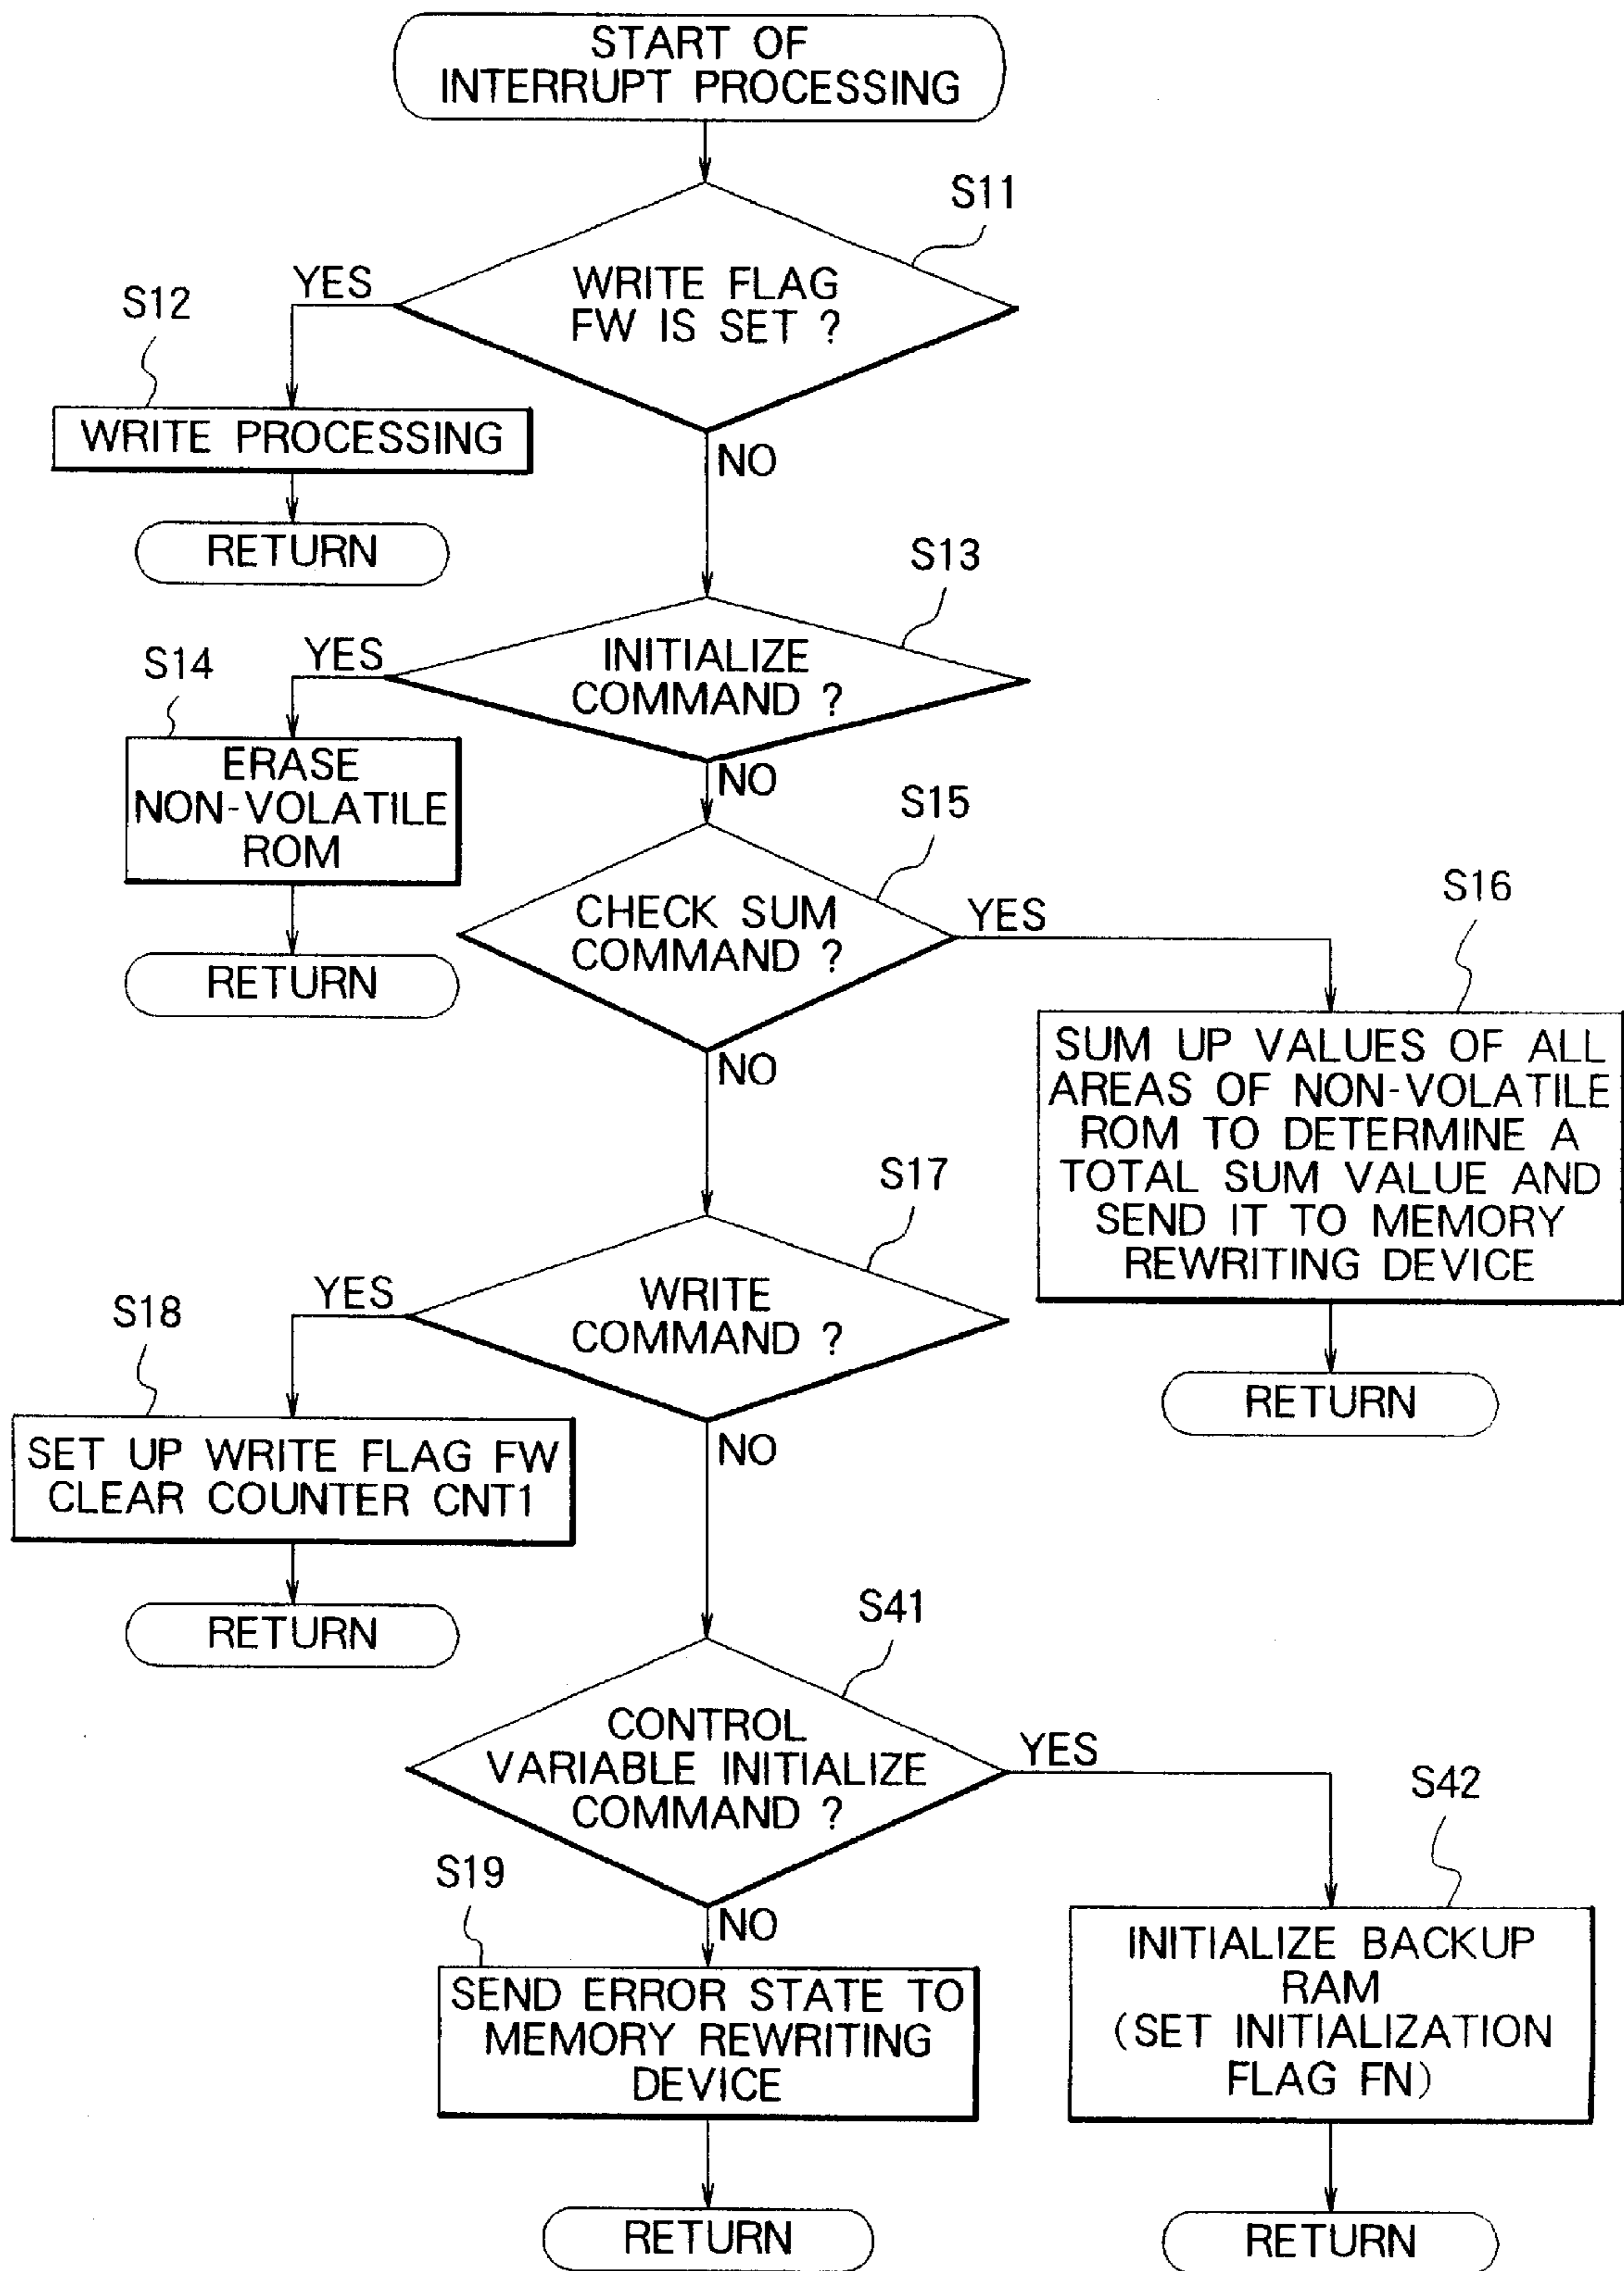 START OF
INTERRUPT PROCESSING
S11
WRITE FLAG
FW IS SET ?
YES
S12
WRITE PROCESSING
NO
RETURN
S13
INITIALIZE
COMMAND ?
YES
S14
ERASE
NON-VOLATILE
ROM
NO
RETURN
S15
CHECK SUM
COMMAND ?
YES
S16
SUM UP VALUES OF ALL
AREAS OF NON-VOLATILE
ROM TO DETERMINE A
TOTAL SUM VALUE AND
SEND IT TO MEMORY
REWRITING DEVICE
RETURN
NO
S17
WRITE
COMMAND ?
YES
S18
SET UP WRITE FLAG FW
CLEAR COUNTER CNT1
NO
RETURN
S41
CONTROL
VARIABLE INITIALIZE
COMMAND ?
YES
S42
INITIALIZE BACKUP
RAM
(SET INITIALIZATION
FLAG FN)
RETURN
NO
S19
SEND ERROR STATE TO
MEMORY REWRITING
DEVICE
RETURN